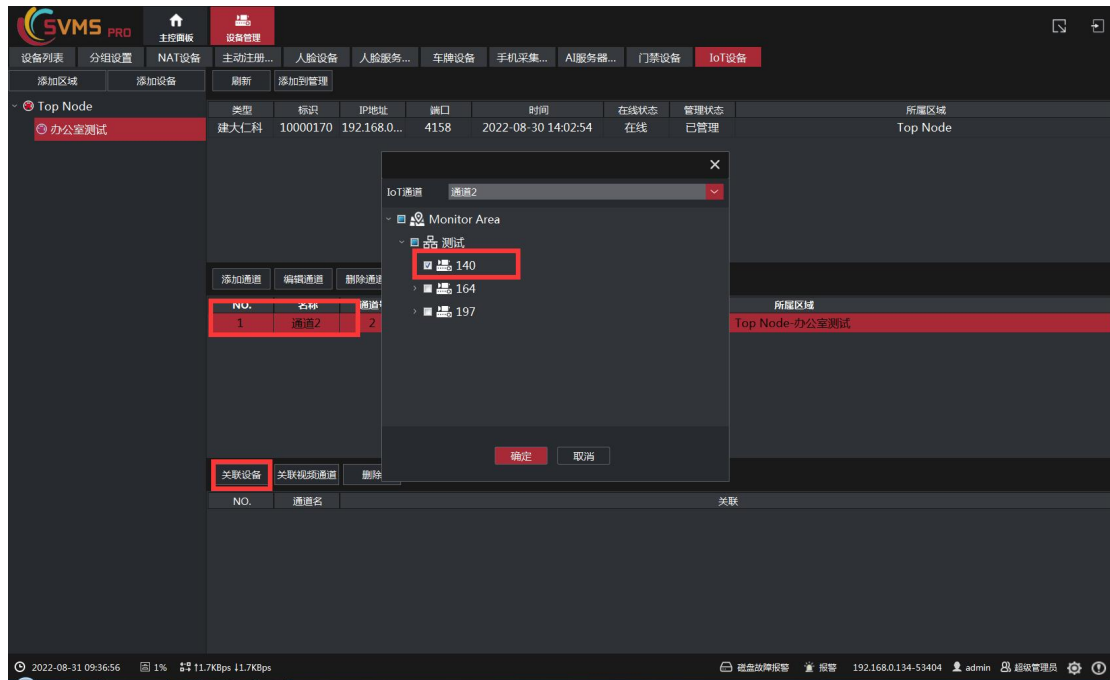 SVMS PRO 主控面板 设备管理
设备列表 分组设置 NAT设备 主动注册... 人脸设备 人脸服务... 车牌设备 手机采集... AI服务器... 门禁设备 IoT设备
添加区域 添加设备 刷新 添加到管理
Top Node
办公室测试
类型 标识 IP地址 端口 时间 在线状态 管理状态 所属区域
建大仁科 10000170 192.168.0... 4158 2022-08-30 14:02:54 在线 已管理 Top Node
IoT通道 通道2
Monitor Area
测试
140
164
197
确定 取消
添加通道 编辑通道 删除通道
NO. 名称 通道 所属区域
1 通道2 2 Top Node-办公室测试
关联设备 关联视频通道 删除
NO. 通道名 关联
2022-08-31 09:36:56 1% ↑1.7KBps ↓1.7KBps 磁盘故障报警 报警 192.168.0.134-53404 admin 超级管理员